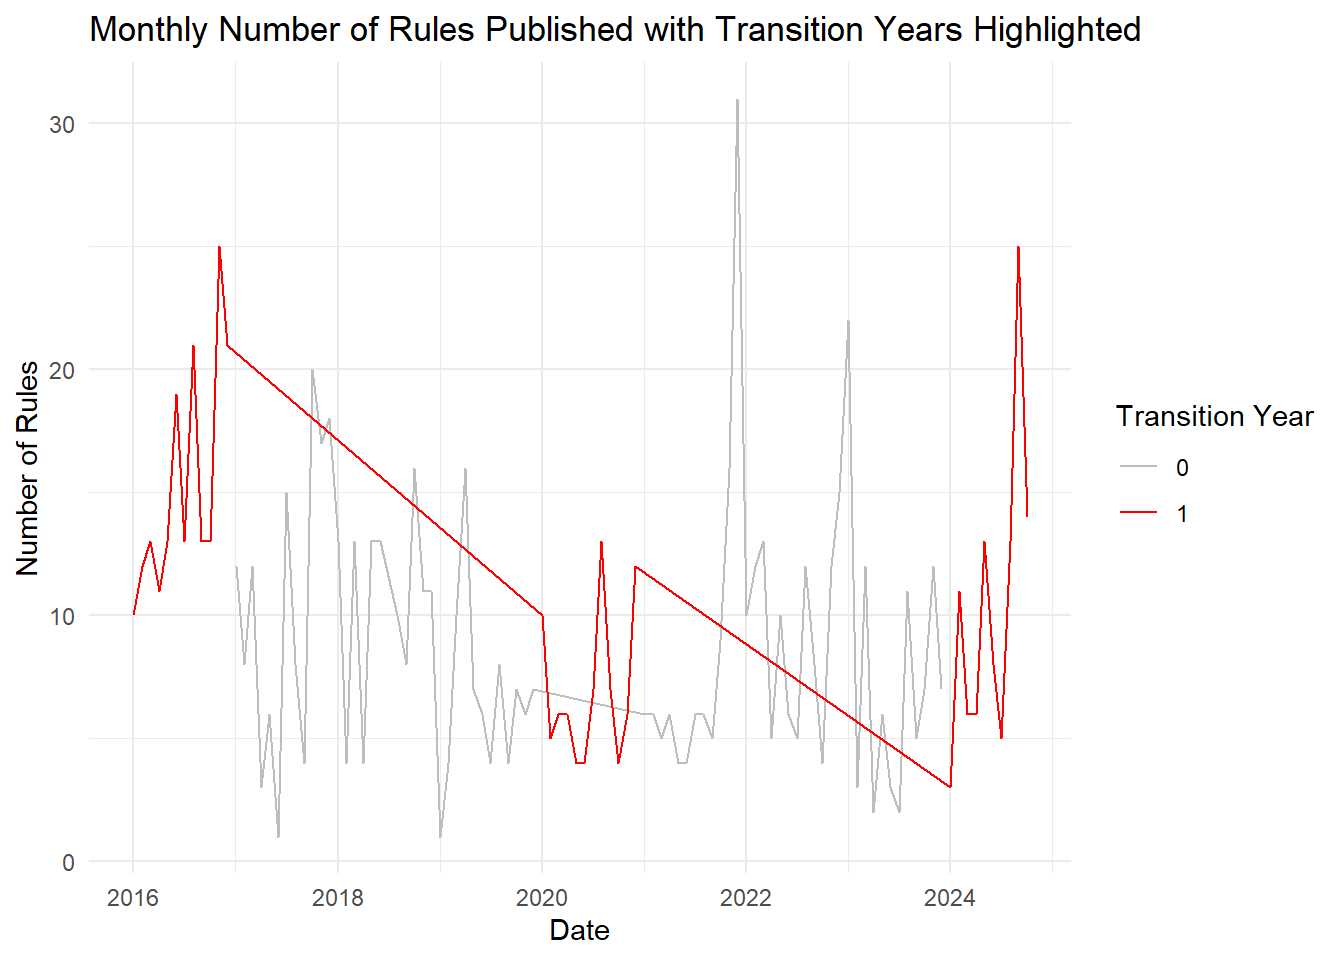 Monthly Number of Rules Published with Transition Years Highlighted
Number of Rules
30
20
10
0
2016
2018
2020
2022
2024
Date
Transition Year
0
1